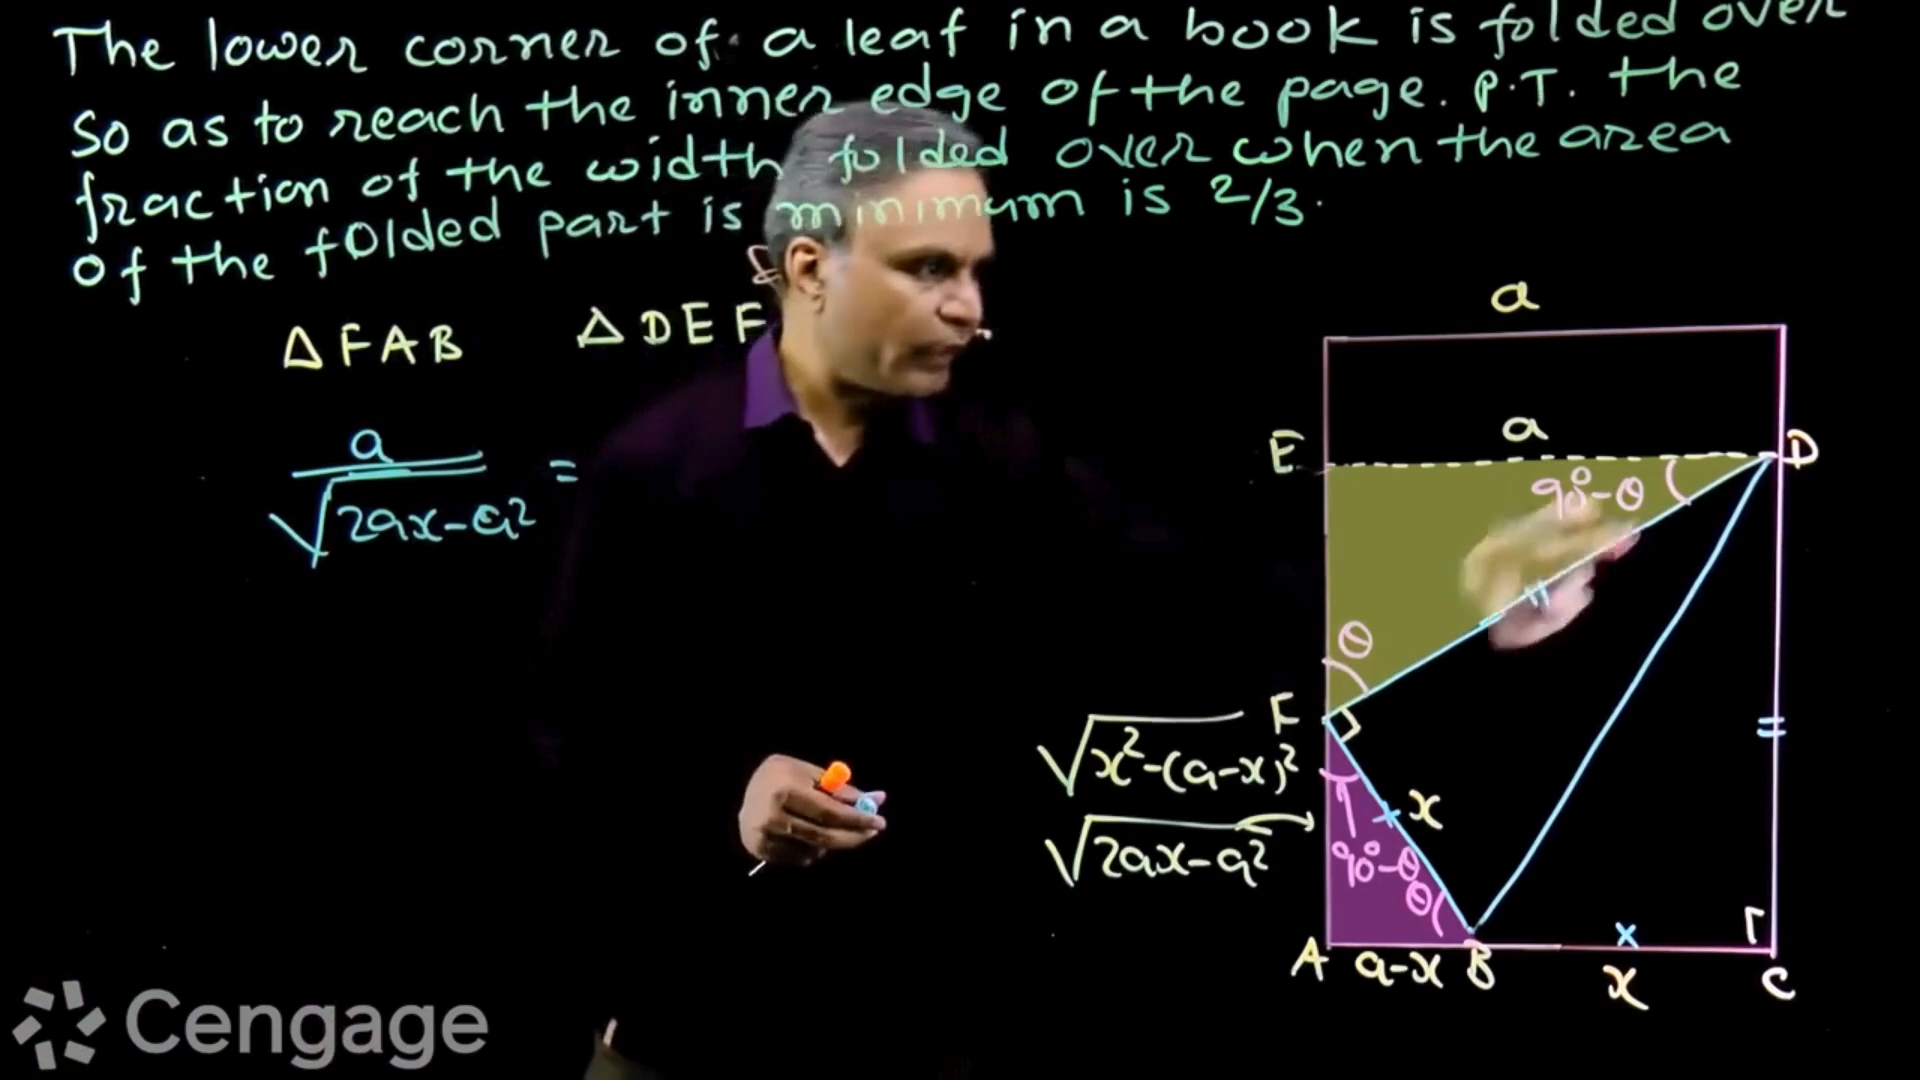 The lower corner of a leaf in a book is folded over
so as to reach the inner edge of the page. P.T. the
fraction of the width folded over when the area
of the folded part is minimum is 2/3.
a
Δ FAB Δ DEF
a
E D
90°-θ
a
√2ax-a² =
θ
F
√x²-(a-x)²
x
√2ax-a²
90°-θ
θ
A a-x B x C
Cengage